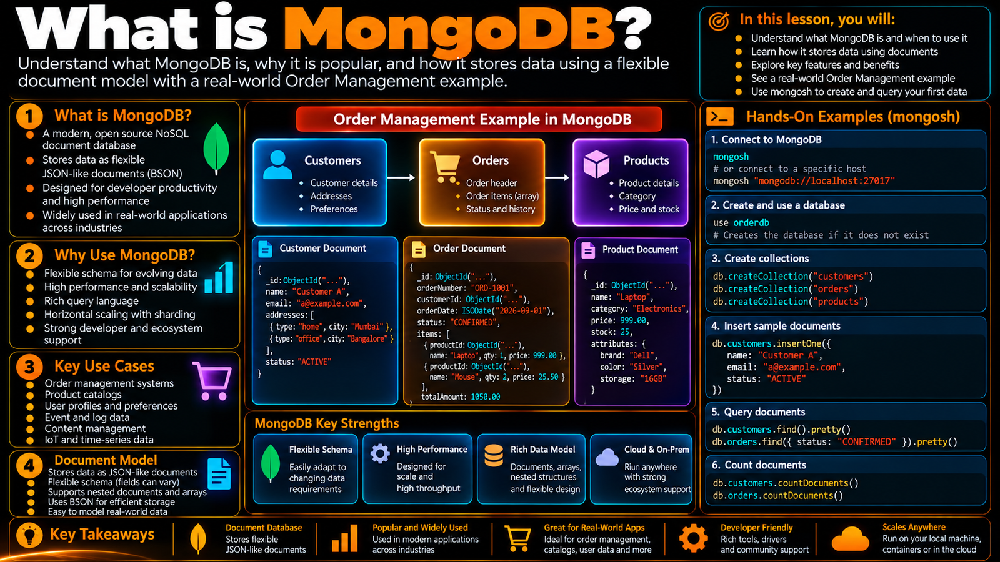 What is MongoDB?
Understand what MongoDB is, why it is popular, and how it stores data using a flexible
document model with a real-world Order Management example.
In this lesson, you will:
Understand what MongoDB is and when to use it
Learn how it stores data using documents
Explore key features and benefits
See a real-world Order Management example
Use mongosh to create and query your first data
1 What is MongoDB?
A modern, open source NoSQL
document database
Stores data as flexible
JSON-like documents (BSON)
Designed for developer productivity
and high performance
Widely used in real-world applications
across industries
2 Why Use MongoDB?
Flexible schema for evolving data
High performance and scalability
Rich query language
Horizontal scaling with sharding
Strong developer and ecosystem
support
3 Key Use Cases
Order management systems
Product catalogs
User profiles and preferences
Event and log data
Content management
IoT and time-series data
4 Document Model
Stores data as JSON-like documents
Flexible schema (fields can vary)
Supports nested documents and arrays
Uses BSON for efficient storage
Easy to model real-world data
Order Management Example in MongoDB
Customers
• Customer details
• Addresses
• Preferences
Orders
• Order header
• Order items (array)
• Status and history
Products
• Product details
• Category
• Price and stock
Customer Document
{
_id: ObjectId("..."),
name: "Customer A",
email: "a@example.com",
addresses: [
{ type: "home", city: "Mumbai" },
{ type: "office", city: "Bangalore" }
],
status: "ACTIVE"
}
Order Document
{
_id: ObjectId("..."),
orderNumber: "ORD-1001",
customerId: ObjectId("..."),
orderDate: ISODate("2026-09-01"),
status: "CONFIRMED",
items: [
{ productId: ObjectId("..."),
name: "Laptop", qty: 1, price: 999.00 },
{ productId: ObjectId("..."),
name: "Mouse", qty: 2, price: 25.50 }
],
totalAmount: 1050.00
}
Product Document
{
_id: ObjectId("..."),
name: "Laptop",
category: "Electronics",
price: 999.00,
stock: 25,
attributes: {
brand: "Dell",
color: "Silver",
storage: "16GB"
}
MongoDB Key Strengths
Flexible Schema
Easily adapt to
changing data
requirements
High Performance
Designed for
scale and
high throughput
Rich Data Model
Documents, arrays,
nested structures
and flexible design
Cloud & On-Prem
Run anywhere
with strong
ecosystem support
>_ Hands-On Examples (mongosh)
1. Connect to MongoDB
mongosh
# or connect to a specific host
mongosh "mongodb://localhost:27017"
2. Create and use a database
use orderdb
# Creates the database if it does not exist
3. Create collections
db.createCollection("customers")
db.createCollection("orders")
db.createCollection("products")
4. Insert sample documents
db.customers.insertOne({
name: "Customer A",
email: "a@example.com",
status: "ACTIVE"
})
5. Query documents
db.customers.find().pretty()
db.orders.find({ status: "CONFIRMED" }).pretty()
6. Count documents
db.customers.countDocuments()
db.orders.countDocuments()
Key Takeaways
Document Database
Stores flexible
JSON-like documents
Popular and Widely Used
Used in modern applications
across industries
Great for Real-World Apps
Ideal for order management,
catalogs, user data and more
Developer Friendly
Rich tools, drivers
and community support
Scales Anywhere
Run on your local machine,
containers or in the cloud